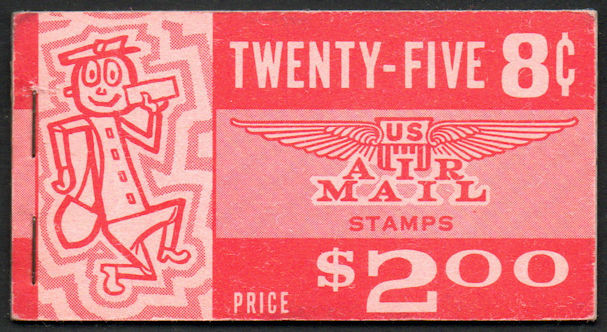 TWENTY-FIVE 8¢
US
AIR
MAIL
STAMPS
PRICE $2.00